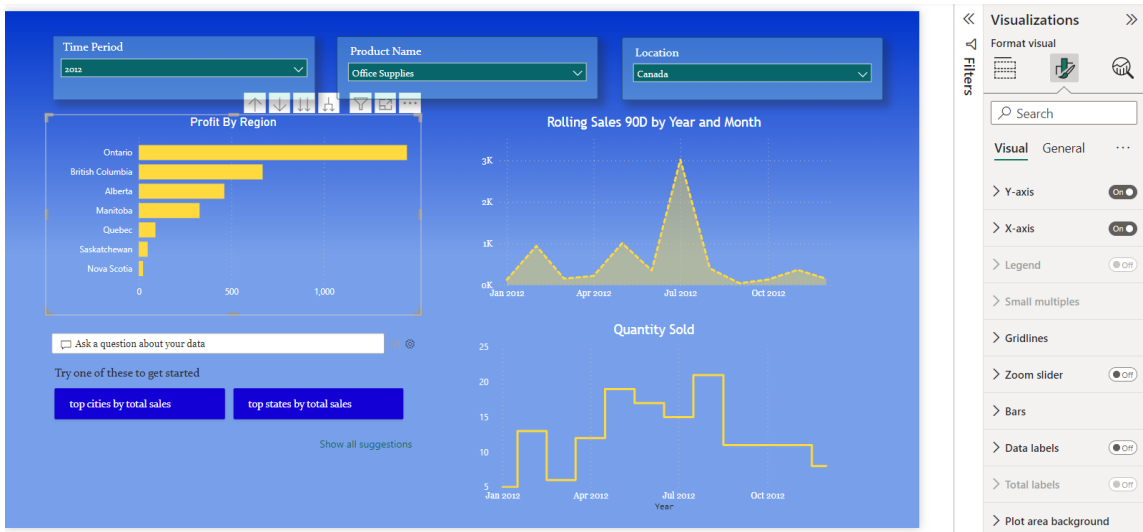 Time Period
2012
Product Name
Office Supplies
Location
Canada
Profit By Region
Ontario
British Columbia
Alberta
Manitoba
Quebec
Saskatchewan
Nova Scotia
0 500 1,000
Rolling Sales 90D by Year and Month
3K
2K
1K
0K
Jan 2012 Apr 2012 Jul 2012 Oct 2012
Ask a question about your data
Try one of these to get started
top cities by total sales
top states by total sales
Show all suggestions
Quantity Sold
25
20
15
10
5
Jan 2012 Apr 2012 Jul 2012 Oct 2012
Year
Filters
Visualizations
Format visual
Search
Visual General
Y-axis On
X-axis On
Legend Off
Small multiples
Gridlines
Zoom slider Off
Bars
Data labels Off
Total labels Off
Plot area background